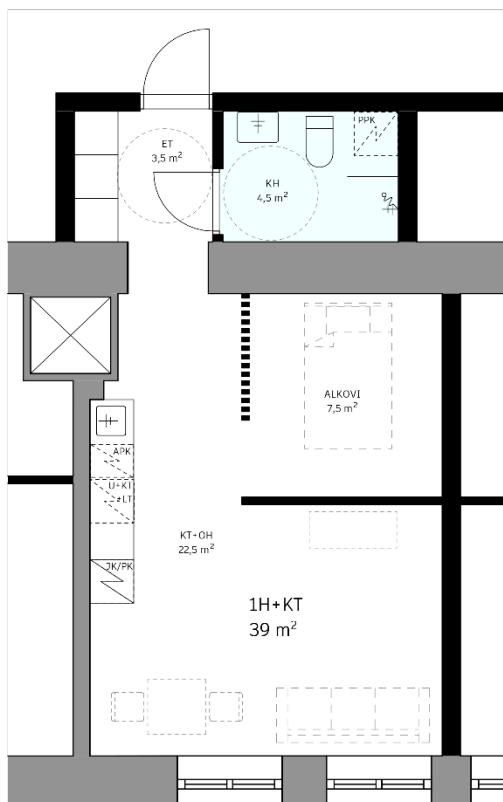 ET
3,5 m²
PPK
KH
4,5 m²
ALKOVI
7,5 m²
APK
U+KT
+LT
KT+OH
22,5 m²
JK/PK
1H+KT
39 m²